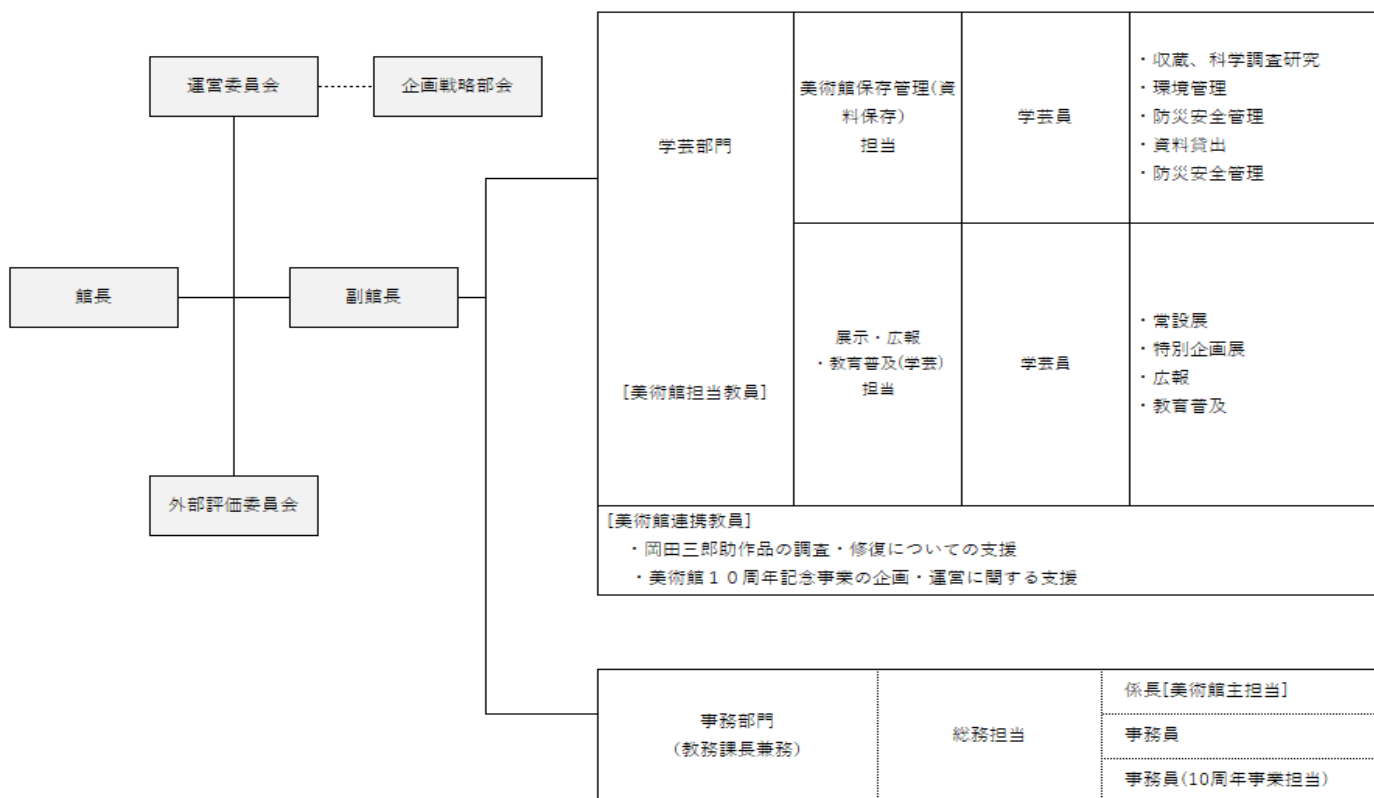 運営委員会
企画戦略部会
館長
副館長
外部評価委員会
学芸部門
[美術館担当教員]
美術館保存管理(資
料保存)
担当
学芸員
・収蔵、科学調査研究
・環境管理
・防災安全管理
・資料貸出
・防災安全管理
展示・広報
・教育普及(学芸)
担当
学芸員
・常設展
・特別企画展
・広報
・教育普及
[美術館連携教員]
・岡田三郎助作品の調査・修復についての支援
・美術館１０周年記念事業の企画・運営に関する支援
事務部門
(教務課長兼務)
総務担当
係長[美術館主担当]
事務員
事務員(10周年事業担当)